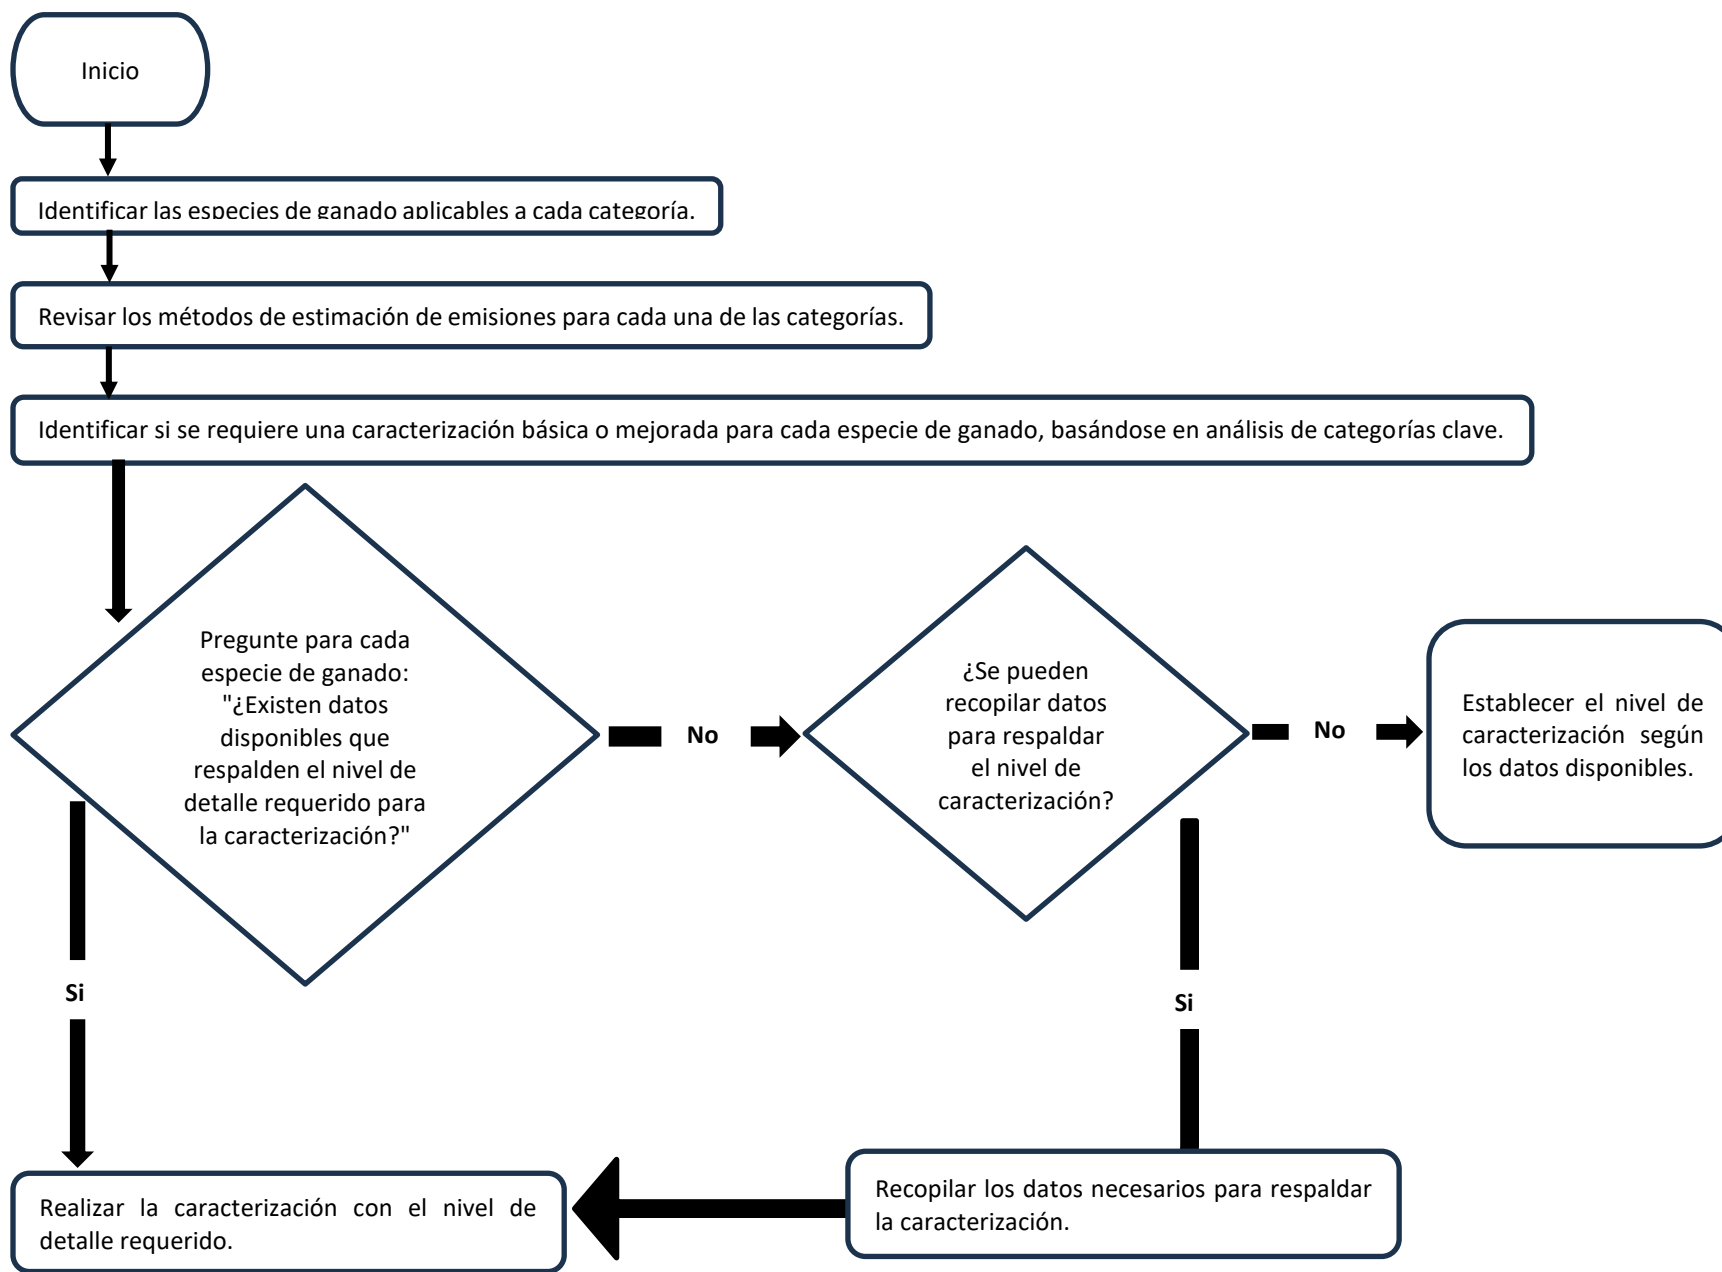 Inicio
Identificar las especies de ganado aplicables a cada categoría.
Revisar los métodos de estimación de emisiones para cada una de las categorías.
Identificar si se requiere una caracterización básica o mejorada para cada especie de ganado, basándose en análisis de categorías clave.
Pregunte para cada
especie de ganado:
"¿Existen datos
disponibles que
respalden el nivel de
detalle requerido para
la caracterización?"
No
¿Se pueden
recopilar datos
para respaldar
el nivel de
caracterización?
No
Establecer el nivel de
caracterización según
los datos disponibles.
Si
Si
Recopilar los datos necesarios para respaldar
la caracterización.
Realizar la caracterización con el nivel de
detalle requerido.